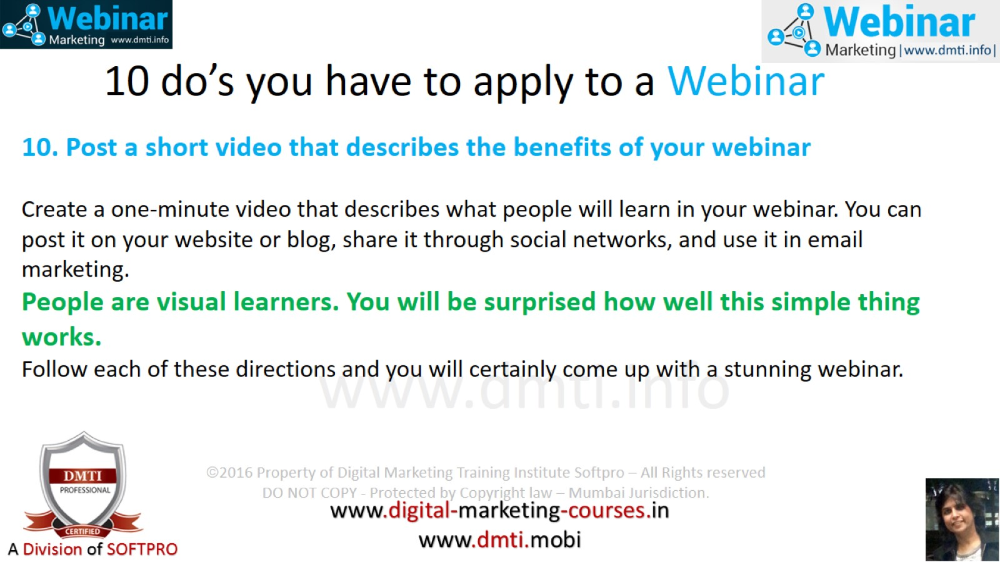 Webinar
Marketing www.dmti.info
Webinar
Marketing|www.dmti.info|
10 do’s you have to apply to a Webinar
10. Post a short video that describes the benefits of your webinar
Create a one-minute video that describes what people will learn in your webinar. You can
post it on your website or blog, share it through social networks, and use it in email
marketing.
People are visual learners. You will be surprised how well this simple thing
works.
Follow each of these directions and you will certainly come up with a stunning webinar.
www.dmti.info
DMTI
PROFESSIONAL
CERTIFIED
A Division of SOFTPRO
©2016 Property of Digital Marketing Training Institute Softpro – All Rights reserved
DO NOT COPY - Protected by Copyright law – Mumbai Jurisdiction.
www.digital-marketing-courses.in
www.dmti.mobi